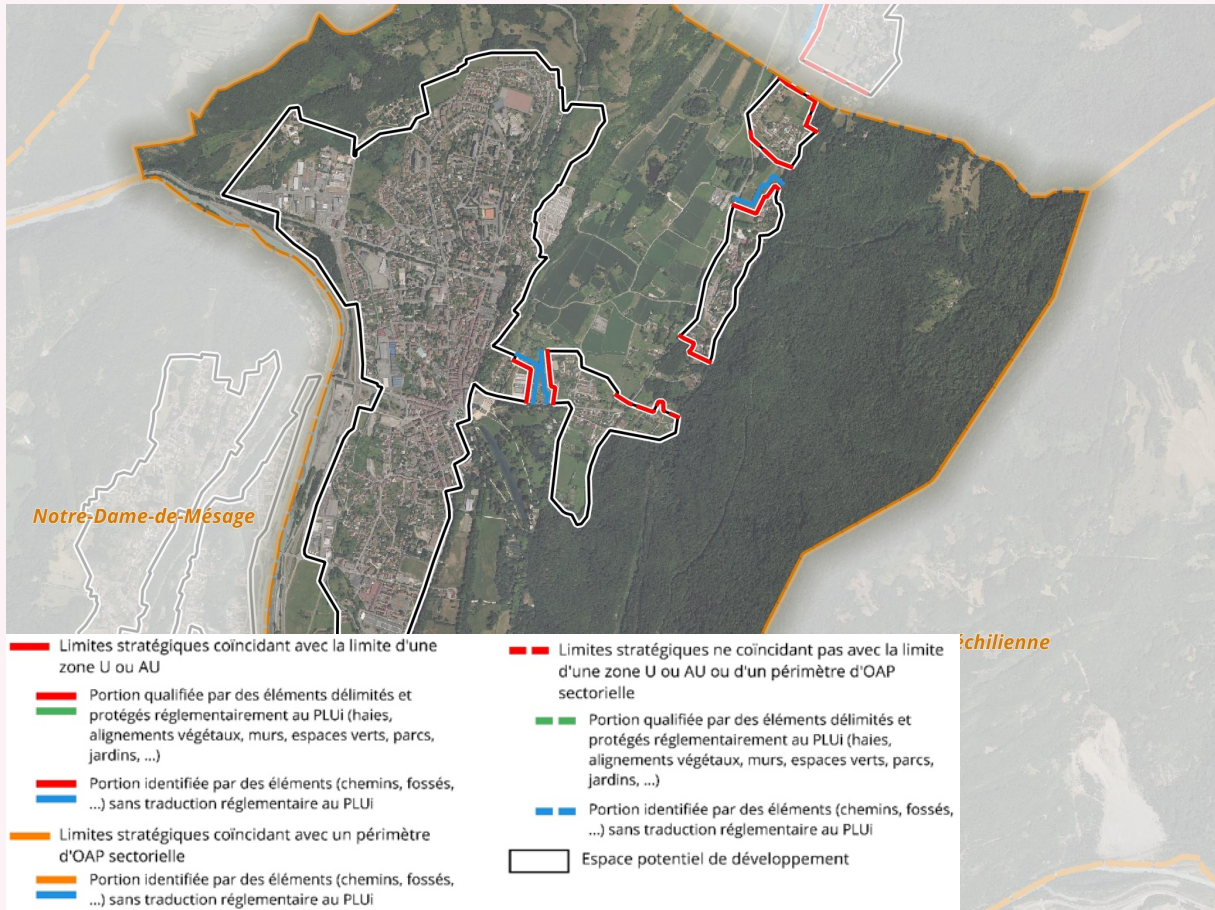 Notre-Dame-de-Mésage
échilienne
Limites stratégiques coïncidant avec la limite d'une
zone U ou AU
Portion qualifiée par des éléments délimités et
protégés réglementairement au PLUi (haies,
alignements végétaux, murs, espaces verts, parcs,
jardins, ...)
Portion identifiée par des éléments (chemins, fossés,
...) sans traduction réglementaire au PLUi
Limites stratégiques coïncidant avec un périmètre
d'OAP sectorielle
Portion identifiée par des éléments (chemins, fossés,
...) sans traduction réglementaire au PLUi
Limites stratégiques ne coïncidant pas avec la limite
d'une zone U ou AU ou d'un périmètre d'OAP
sectorielle
Portion qualifiée par des éléments délimités et
protégés réglementairement au PLUi (haies,
alignements végétaux, murs, espaces verts, parcs,
jardins, ...)
Portion identifiée par des éléments (chemins, fossés,
...) sans traduction réglementaire au PLUi
Espace potentiel de développement